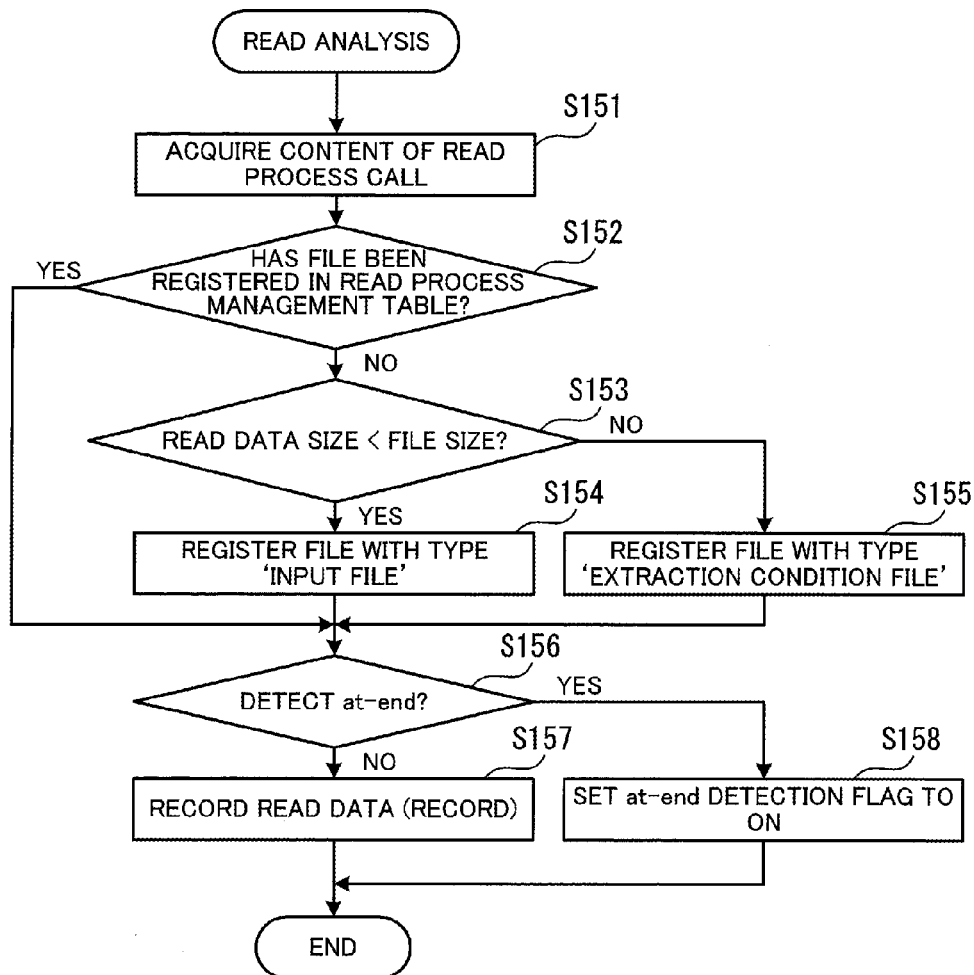 READ ANALYSIS
S151
ACQUIRE CONTENT OF READ
PROCESS CALL
S152
YES
HAS FILE BEEN
REGISTERED IN READ PROCESS
MANAGEMENT TABLE?
NO
S153
READ DATA SIZE < FILE SIZE?
NO
S154
S155
YES
REGISTER FILE WITH TYPE
'INPUT FILE'
REGISTER FILE WITH TYPE
'EXTRACTION CONDITION FILE'
S156
DETECT at-end?
YES
S157
S158
NO
RECORD READ DATA (RECORD)
SET at-end DETECTION FLAG TO
ON
END